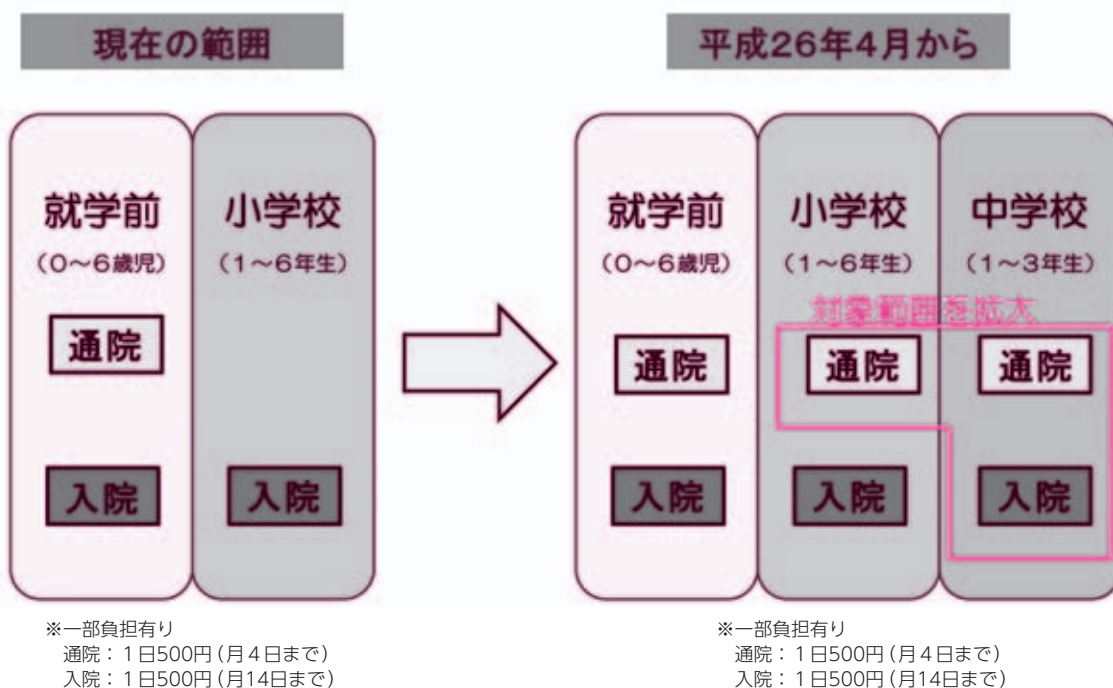 現在の範囲
就学前
(0～6歳児)
通院
入院
小学校
(1～6年生)
入院
※一部負担有り
通院：1日500円(月4日まで)
入院：1日500円(月14日まで)
平成26年4月から
就学前
(0～6歳児)
通院
入院
小学校
(1～6年生)
対象範囲を拡大
通院
入院
中学校
(1～3年生)
通院
入院
※一部負担有り
通院：1日500円(月4日まで)
入院：1日500円(月14日まで)